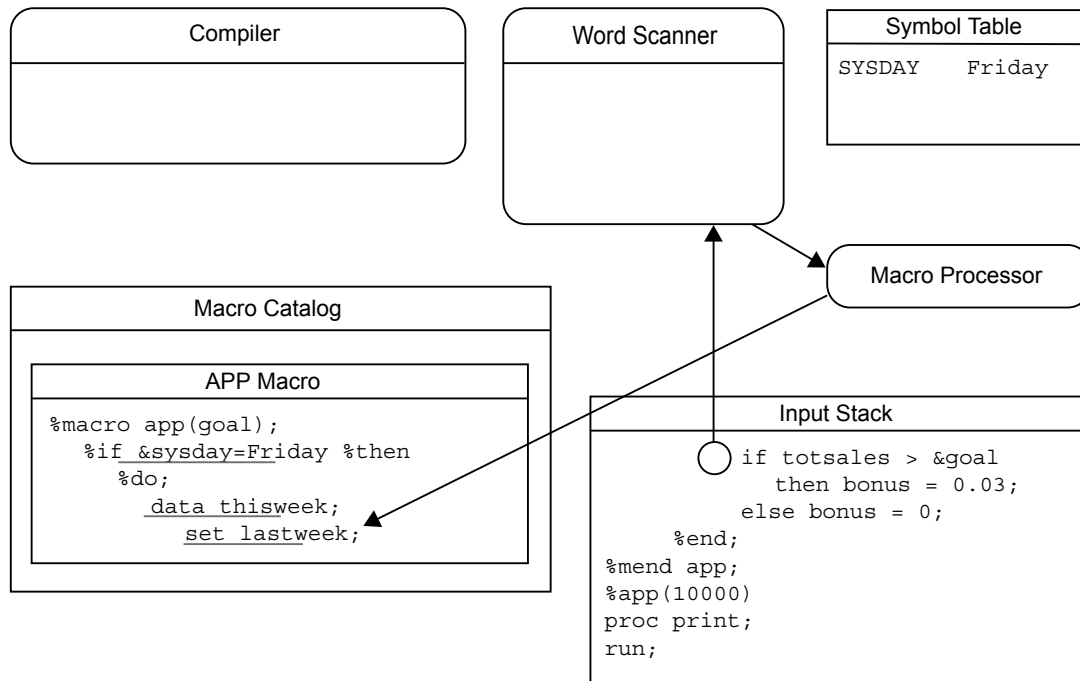 Compiler
Word Scanner
Symbol Table
SYSDAY Friday
Macro Processor
Macro Catalog
APP Macro
%macro app(goal);
%if &sysday=Friday %then
%do;
data thisweek;
set lastweek;
Input Stack
if totsales > &goal
then bonus = 0.03;
else bonus = 0;
%end;
%mend app;
%app(10000)
proc print;
run;